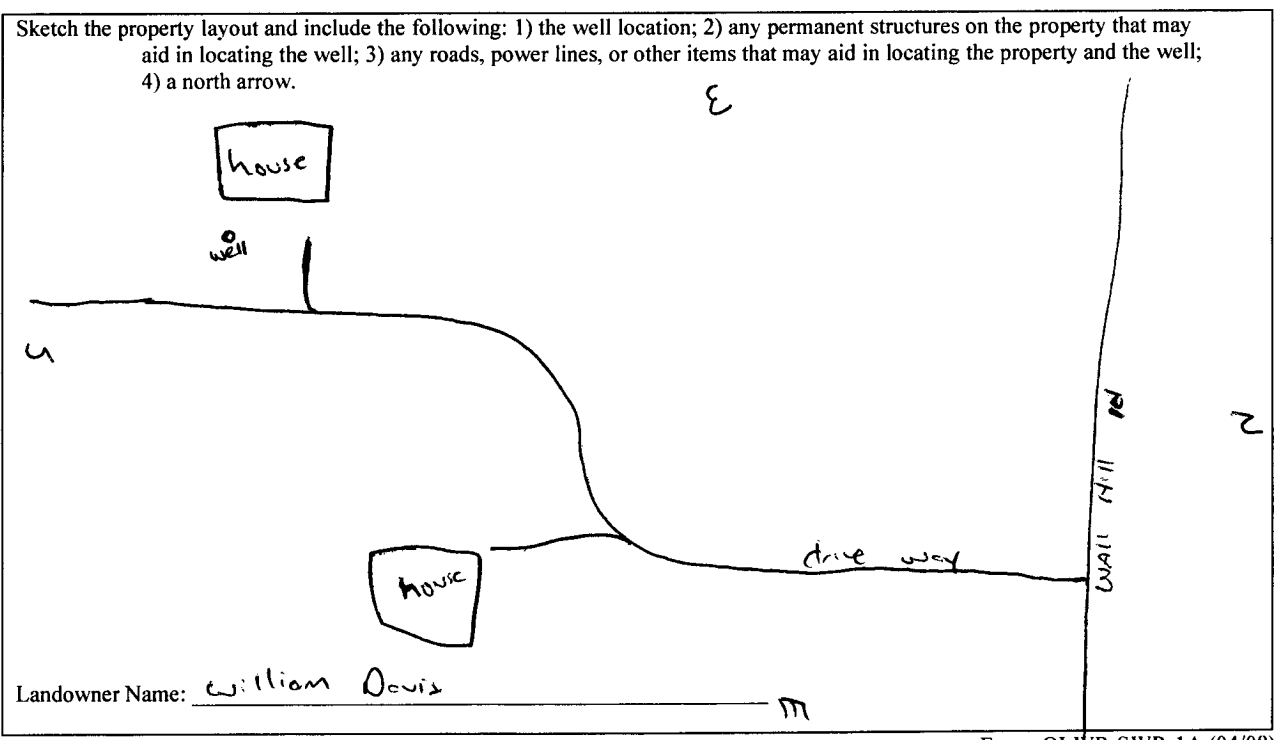 Sketch the property layout and include the following: 1) the well location; 2) any permanent structures on the property that may
aid in locating the well; 3) any roads, power lines, or other items that may aid in locating the property and the well;
4) a north arrow.
W
house
well
S
N
WALL Hill Rd
drive way
house
Landowner Name: William Davis
E